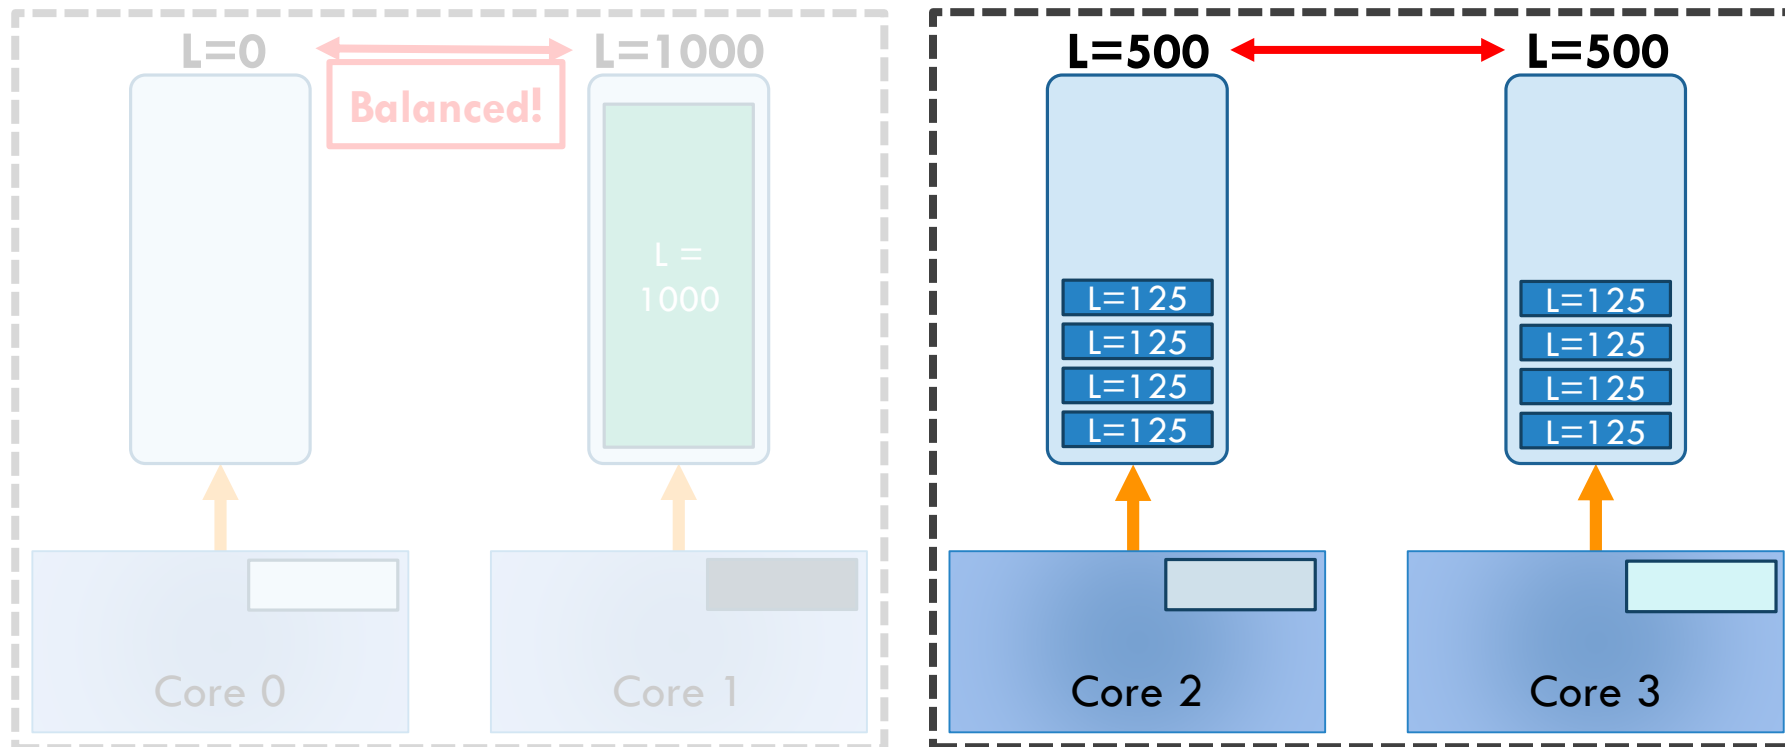 L=0
L=1000
Balanced!
L =
1000
Core 0
Core 1
L=500
L=500
L=125
L=125
L=125
L=125
L=125
L=125
L=125
L=125
Core 2
Core 3